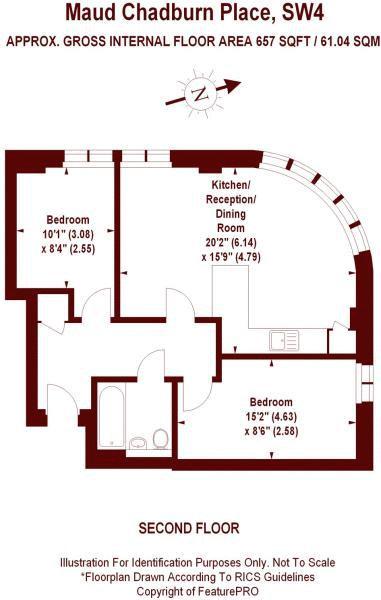 Maud Chadburn Place, SW4
APPROX. GROSS INTERNAL FLOOR AREA 657 SQFT / 61.04 SQM
N
Kitchen/
Reception/
Dining
Room
20'2" (6.14)
x 15'9" (4.79)
Bedroom
10'1" (3.08)
x 8'4" (2.55)
Bedroom
15'2" (4.63)
x 8'6" (2.58)
SECOND FLOOR
Illustration For Identification Purposes Only. Not To Scale
*Floorplan Drawn According To RICS Guidelines
Copyright of FeaturePRO